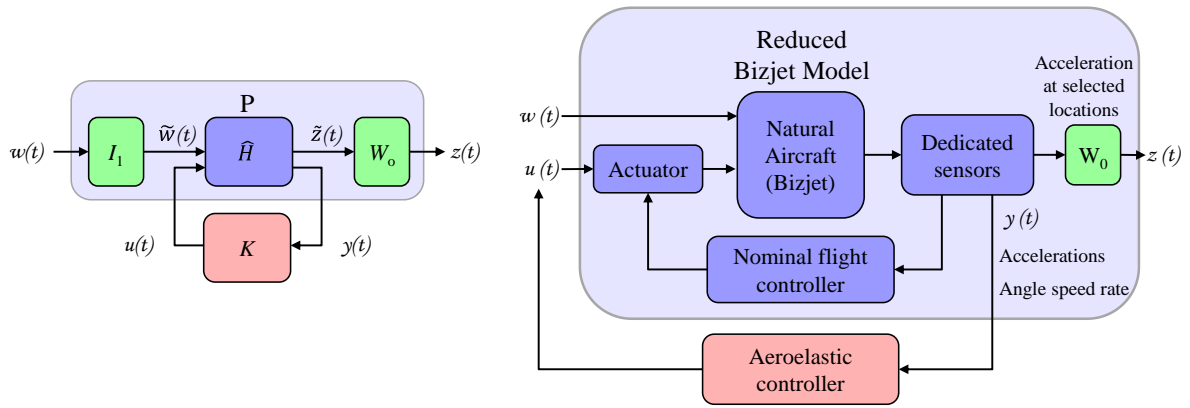 P
w(t)
I₁
w̃(t)
Ĥ
z̃(t)
Wₒ
z(t)
u(t)
K
y(t)
Reduced
Bizjet Model
Acceleration
at selected
locations
w(t)
u(t)
Actuator
Natural
Aircraft
(Bizjet)
Dedicated
sensors
W₀
z(t)
y(t)
Nominal flight
controller
Accelerations
Angle speed rate
Aeroelastic
controller